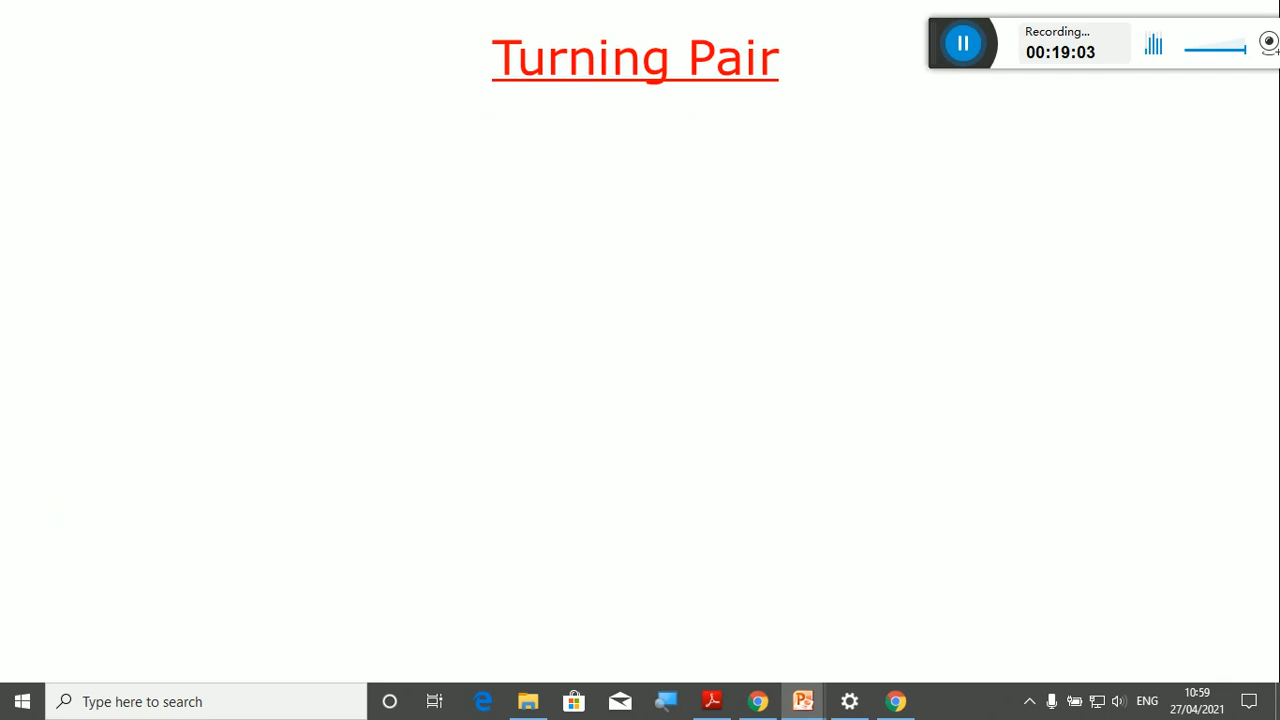 Turning Pair
Recording...
00:19:03
Type here to search
ENG
10:59
27/04/2021